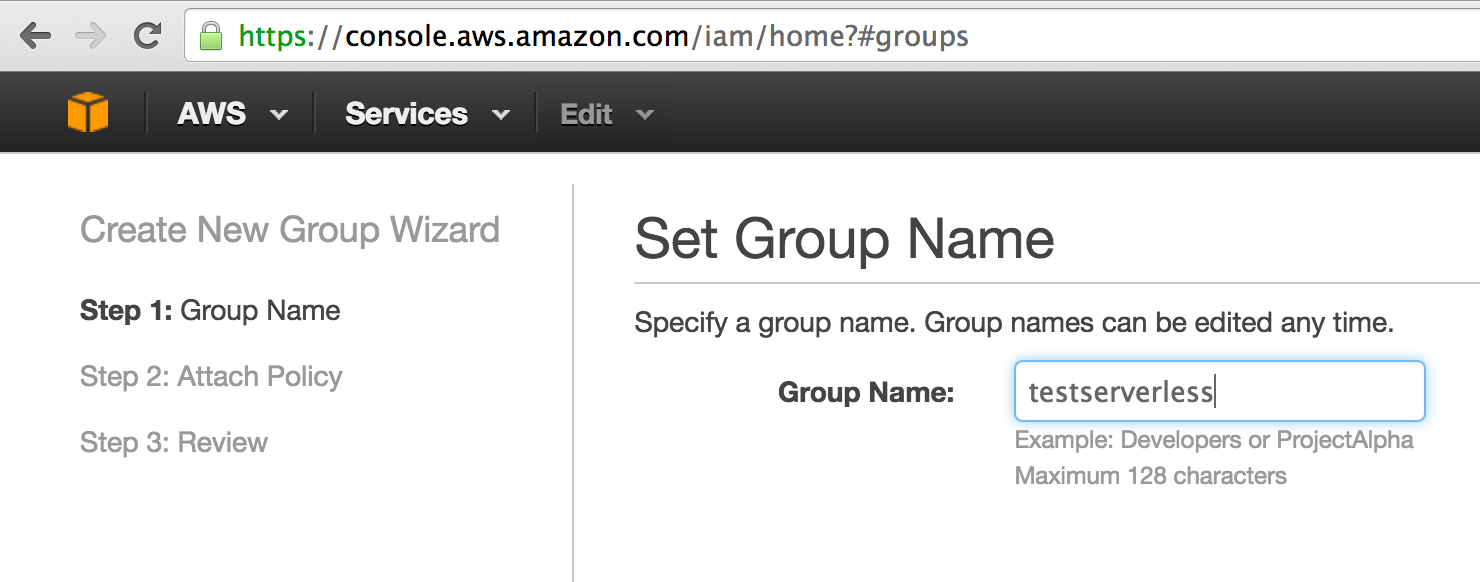 https://console.aws.amazon.com/iam/home?#groups
AWS Services Edit
Create New Group Wizard
Step 1: Group Name
Step 2: Attach Policy
Step 3: Review
Set Group Name
Specify a group name. Group names can be edited any time.
Group Name: testserverless
Example: Developers or ProjectAlpha
Maximum 128 characters